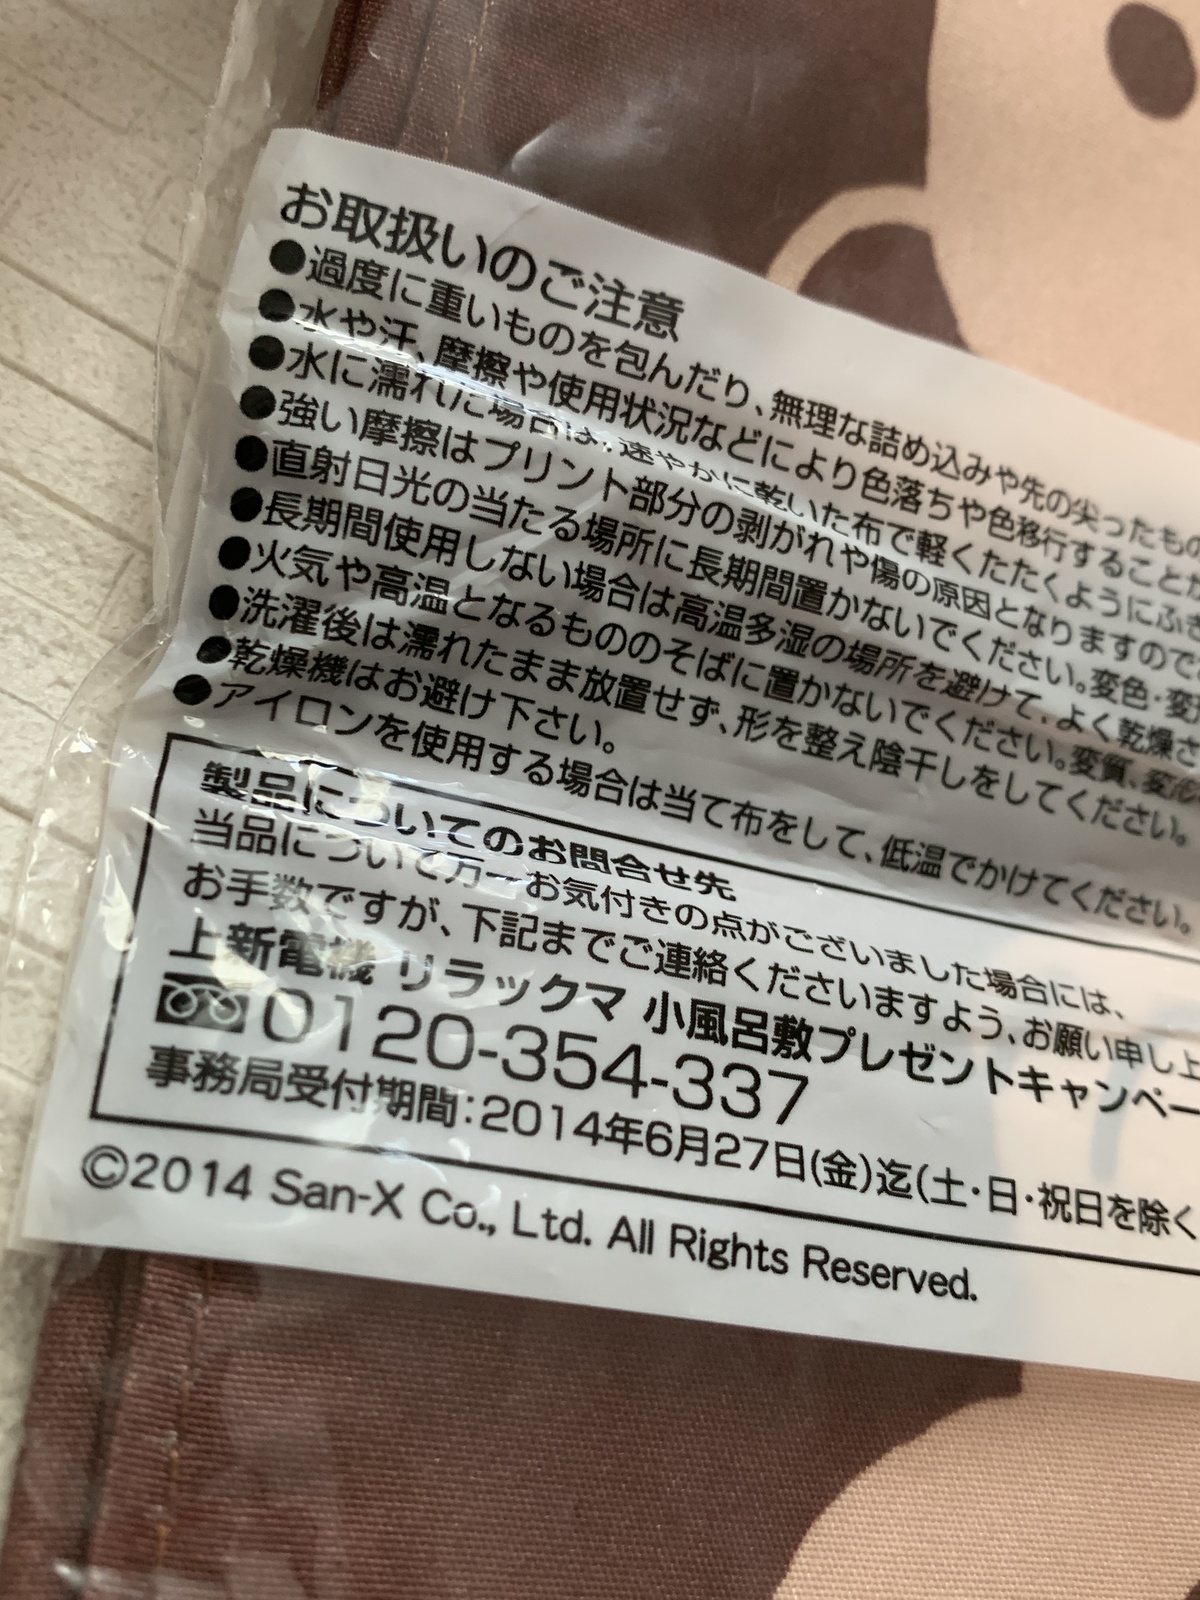 お取扱いのご注意
●過度に重いものを包んだり、無理な詰め込みや先の尖ったもの
●水や汗、摩擦や使用状況などにより色落ちや色移行することが
●水に濡れた場合は、速やかに乾いた布で軽くたたくようにふき
●強い摩擦はプリント部分の剥がれや傷の原因となりますので
●直射日光の当たる場所に長期間置かないでください。変色・変
●長期間使用しない場合は高温多湿の場所を避けて、よく乾燥さ
●火気や高温となるもののそばに置かないでください。変質、変形
●洗濯後は濡れたまま放置せず、形を整え陰干しをしてください。
●乾燥機はお避け下さい。
●アイロンを使用する場合は当て布をして、低温でかけてください。
製品についてのお問合せ先
当品について万一お気付きの点がございました場合には、
お手数ですが、下記までご連絡くださいますよう、お願い申し上
上新電機 リラックマ 小風呂敷プレゼントキャンペー
0120-354-337
事務局受付期間：2014年6月27日(金)迄(土・日・祝日を除く
©2014 San-X Co., Ltd. All Rights Reserved.